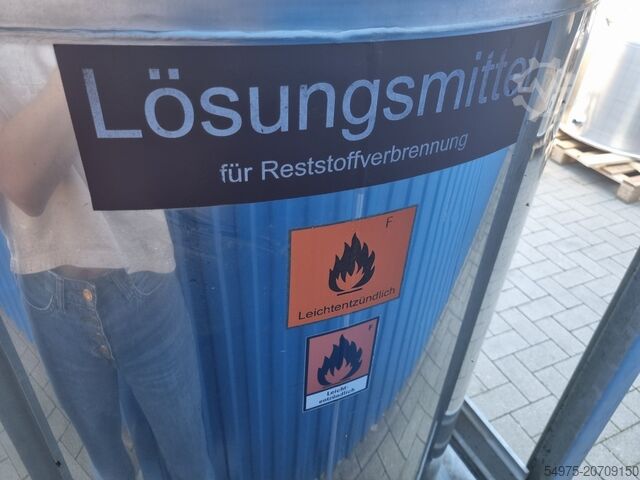 Lösungsmittel
für Reststoffverbrennung
F
Leichtentzündlich
F
Leicht
entzündlich
54975-20709150